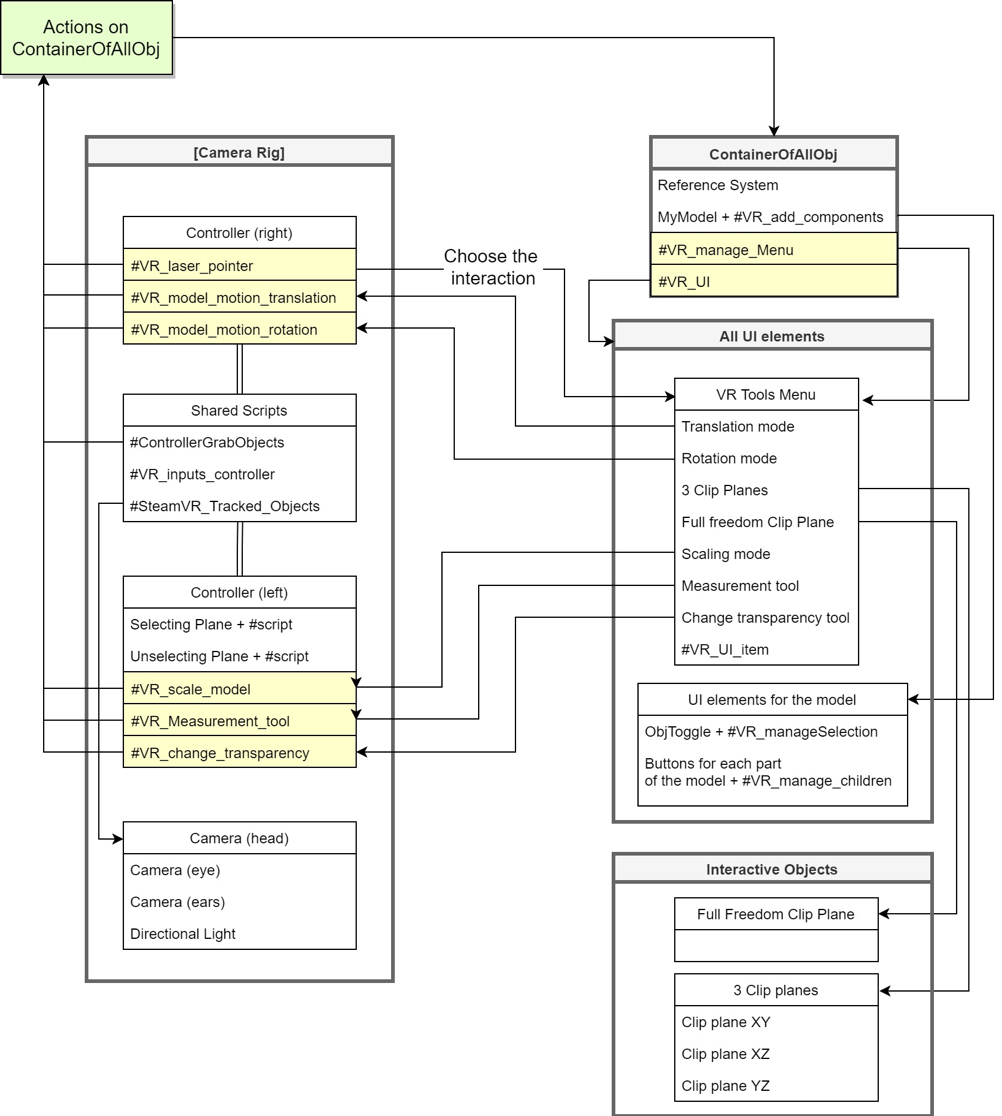 Actions on
ContainerOfAllObj
[Camera Rig]
Controller (right)
#VR_laser_pointer
#VR_model_motion_translation
#VR_model_motion_rotation
Shared Scripts
#ControllerGrabObjects
#VR_inputs_controller
#SteamVR_Tracked_Objects
Controller (left)
Selecting Plane + #script
Unselecting Plane + #script
#VR_scale_model
#VR_Measurement_tool
#VR_change_transparency
Camera (head)
Camera (eye)
Camera (ears)
Directional Light
Choose the
interaction
ContainerOfAllObj
Reference System
MyModel + #VR_add_components
#VR_manage_Menu
#VR_UI
All UI elements
VR Tools Menu
Translation mode
Rotation mode
3 Clip Planes
Full freedom Clip Plane
Scaling mode
Measurement tool
Change transparency tool
#VR_UI_item
UI elements for the model
ObjToggle + #VR_manageSelection
Buttons for each part
of the model + #VR_manage_children
Interactive Objects
Full Freedom Clip Plane
3 Clip planes
Clip plane XY
Clip plane XZ
Clip plane YZ